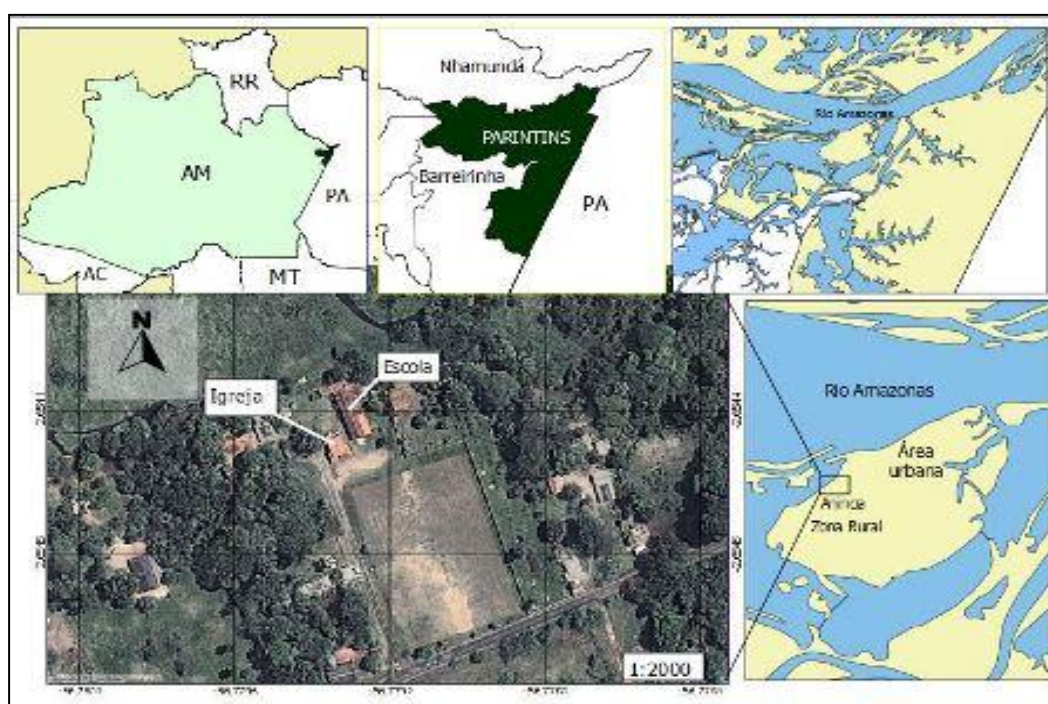 RR
AM
PA
AC
MT
Nhamundá
PARINTINS
Barreirinha
PA
Rio Amazonas
N
Escola
Igreja
1:2000
Rio Amazonas
Área
urbana
Zona Rural